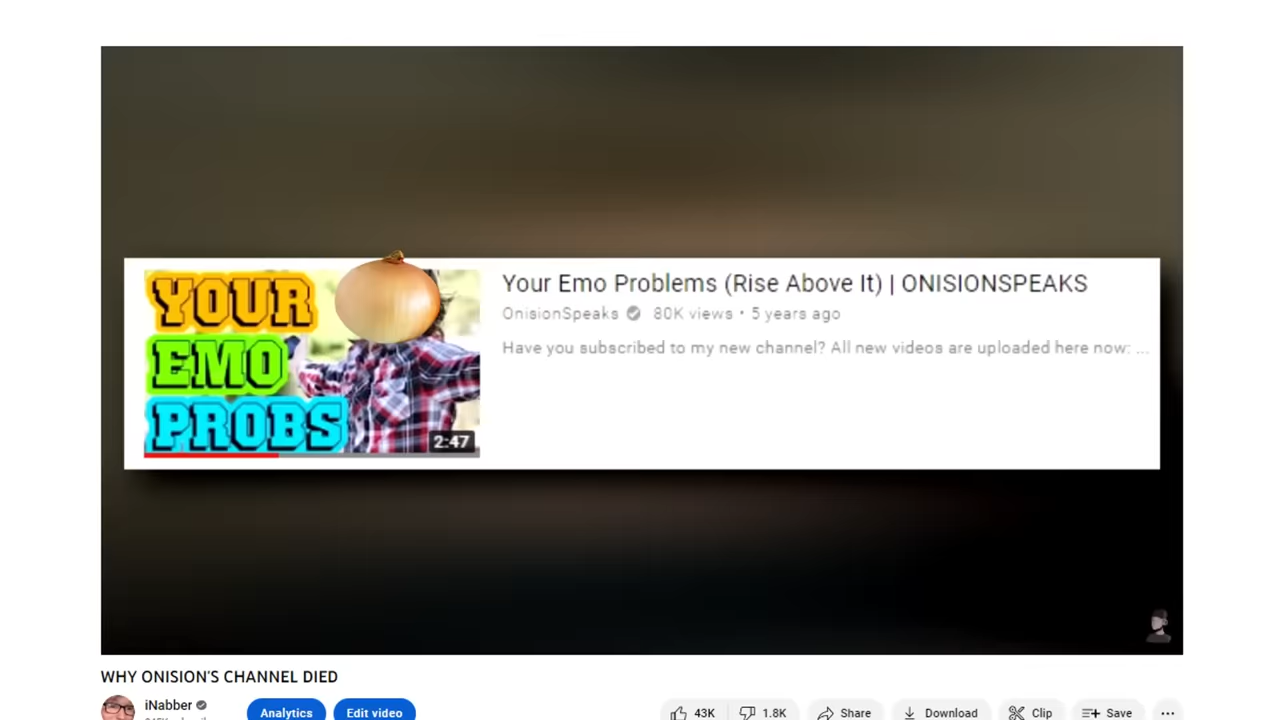 YOUR
EMO
PROBS
2:47
Your Emo Problems (Rise Above It) | ONISIONSPEAKS
OnisionSpeaks 80K views • 5 years ago
Have you subscribed to my new channel? All new videos are uploaded here now: ...
WHY ONISION'S CHANNEL DIED
iNabber
Analytics
Edit video
43K
1.8K
Share
Download
Clip
Save